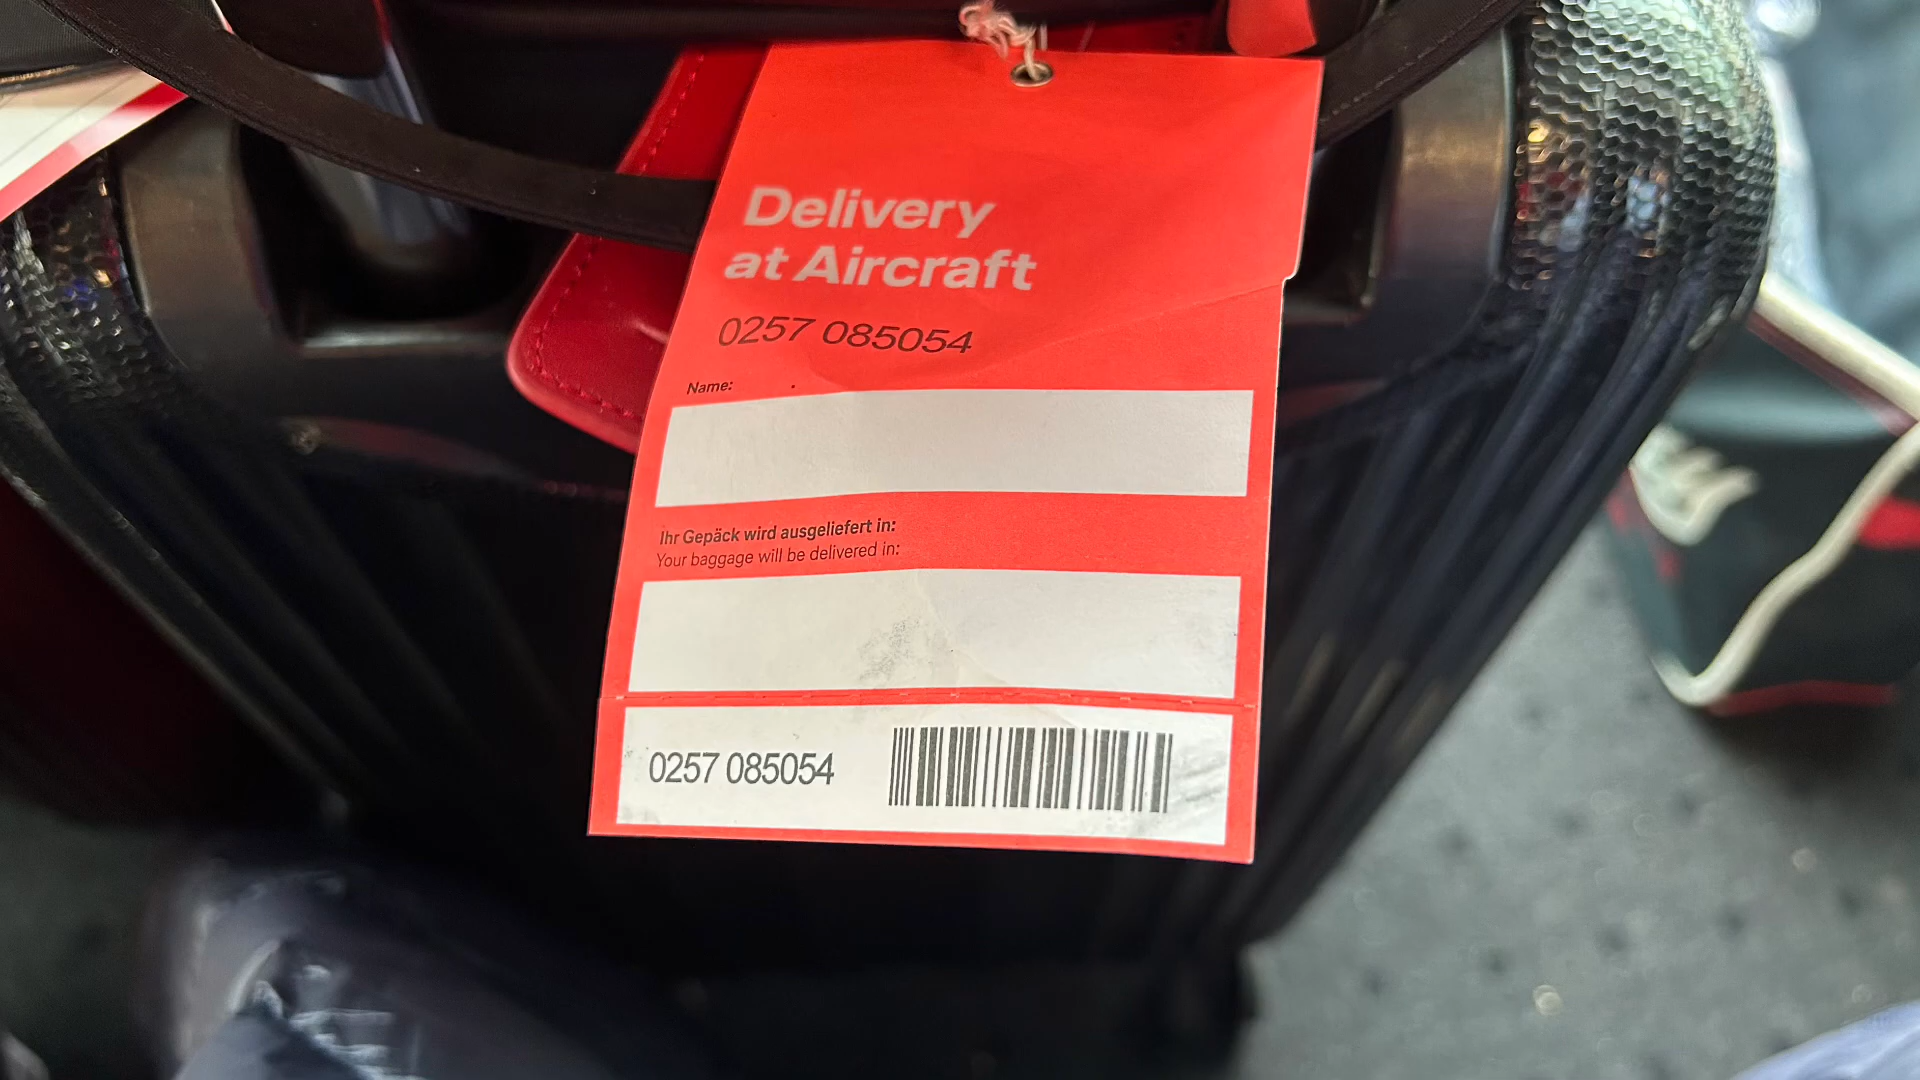 Delivery
at Aircraft
0257 085054
Name:
Ihr Gepäck wird ausgeliefert in:
Your baggage will be delivered in:
0257 085054